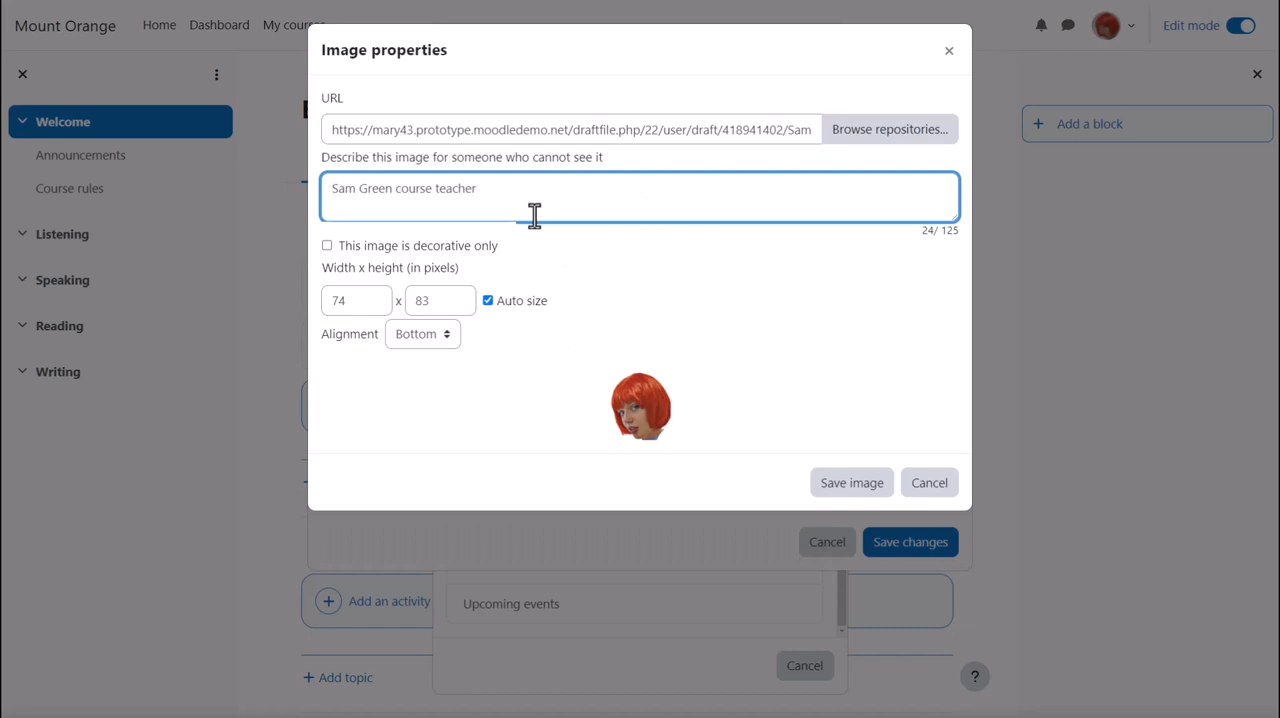 Mount Orange
Home
Dashboard
My cours
Edit mode
Image properties
URL
https://mary43.prototype.moodledemo.net/draftfile.php/22/user/draft/418941402/Sam
Browse repositories...
Describe this image for someone who cannot see it
Sam Green course teacher
24/ 125
This image is decorative only
Width x height (in pixels)
74 x 83
Auto size
Alignment
Bottom
Save image
Cancel
Welcome
Announcements
Course rules
Listening
Speaking
Reading
Writing
Add a block
Cancel
Save changes
Add an activity
Upcoming events
Cancel
Add topic
?